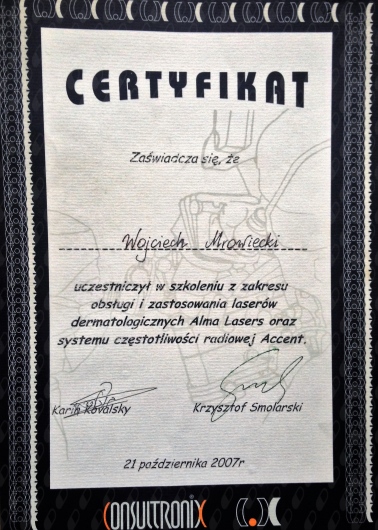 CERTYFIKAT
Zaświadcza się, że
Wojciech Mrowiecki
uczestniczył w szkoleniu z zakresu
obsługi i zastosowania laserów
dermatologicznych Alma Lasers oraz
systemu częstotliwości radiowej Accent.
Karin Kovalsky Krzysztof Smolarski
21 października 2007r
CONSULTRONIX